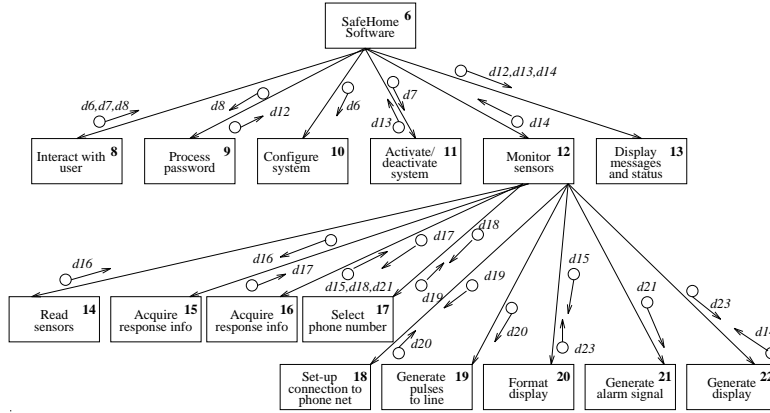 SafeHome 6
Software
d12,d13,d14
d6,d7,d8
d8
d12
d6
d7
d13
d14
Interact with 8
user
Process 9
password
Configure 10
system
Activate/ 11
deactivate
system
Monitor 12
sensors
Display 13
messages
and status
d16
d16
d17
d17
d15,d18,d21
d18
d19
d19
d15
d21
d23
Read 14
sensors
Acquire 15
response info
Acquire 16
response info
Select 17
phone number
d20
d20
d23
Set-up 18
connection to
phone net
Generate 19
pulses
to line
Format 20
display
Generate 21
alarm signal
Generate 22
display